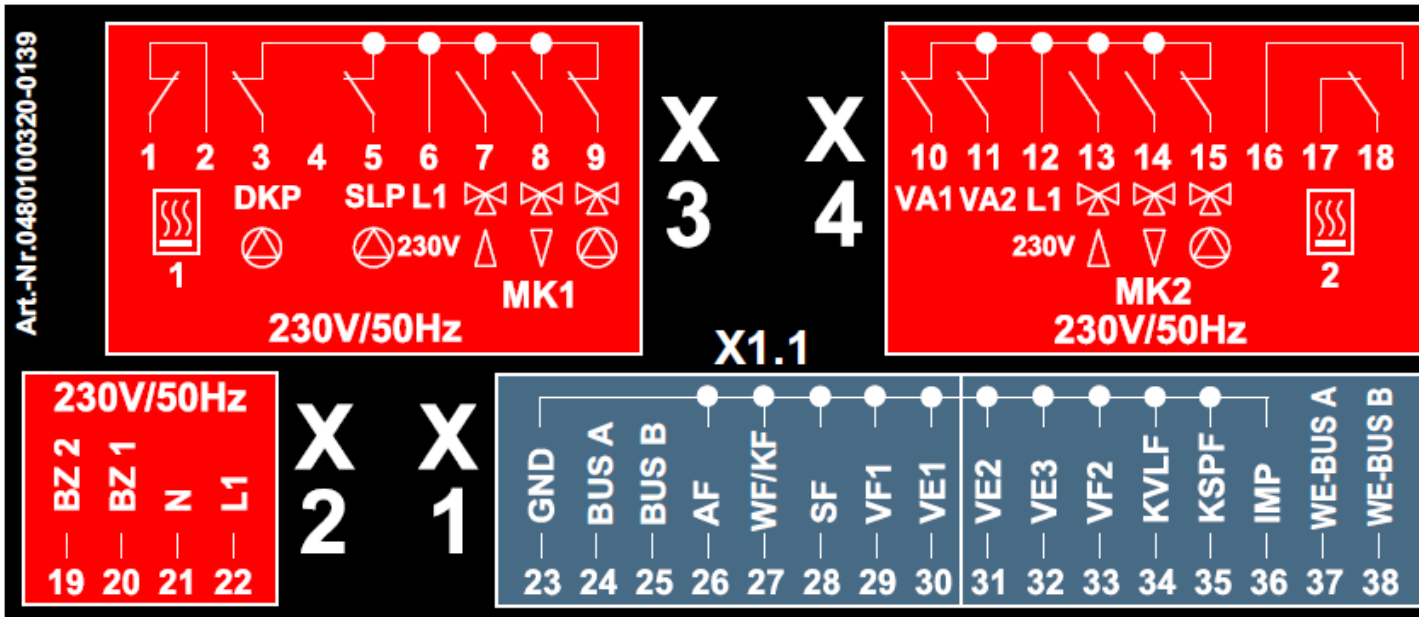 Art.-Nr.0480100320-0139
1 2 3 4 5 6 7 8 9
DKP SLP L1
230V
1
MK1
230V/50Hz
X
3
X
4
10 11 12 13 14 15 16 17 18
VA1 VA2 L1
230V
2
MK2
230V/50Hz
X1.1
230V/50Hz
BZ 2
BZ 1
N
L1
19 20 21 22
X
2
X
1
GND
BUS A
BUS B
AF
WF/KF
SF
VF1
VE1
VE2
VE3
VF2
KVLF
KSPF
IMP
WE-BUS A
WE-BUS B
23 24 25 26 27 28 29 30 31 32 33 34 35 36 37 38